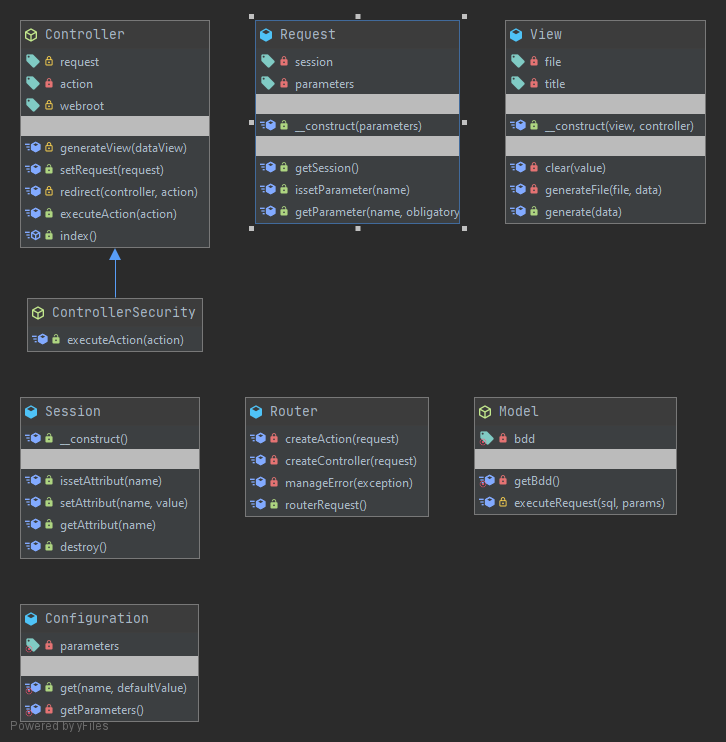 Controller
request
action
webroot
generateView(dataView)
setRequest(request)
redirect(controller, action)
executeAction(action)
index()
Request
session
parameters
__construct(parameters)
getSession()
issetParameter(name)
getParameter(name, obligatory
View
file
title
__construct(view, controller)
clear(value)
generateFile(file, data)
generate(data)
ControllerSecurity
executeAction(action)
Session
__construct()
issetAttribut(name)
setAttribut(name, value)
getAttribut(name)
destroy()
Router
createAction(request)
createController(request)
manageError(exception)
routerRequest()
Model
bdd
getBdd()
executeRequest(sql, params)
Configuration
parameters
get(name, defaultValue)
getParameters()
Powered by yFiles